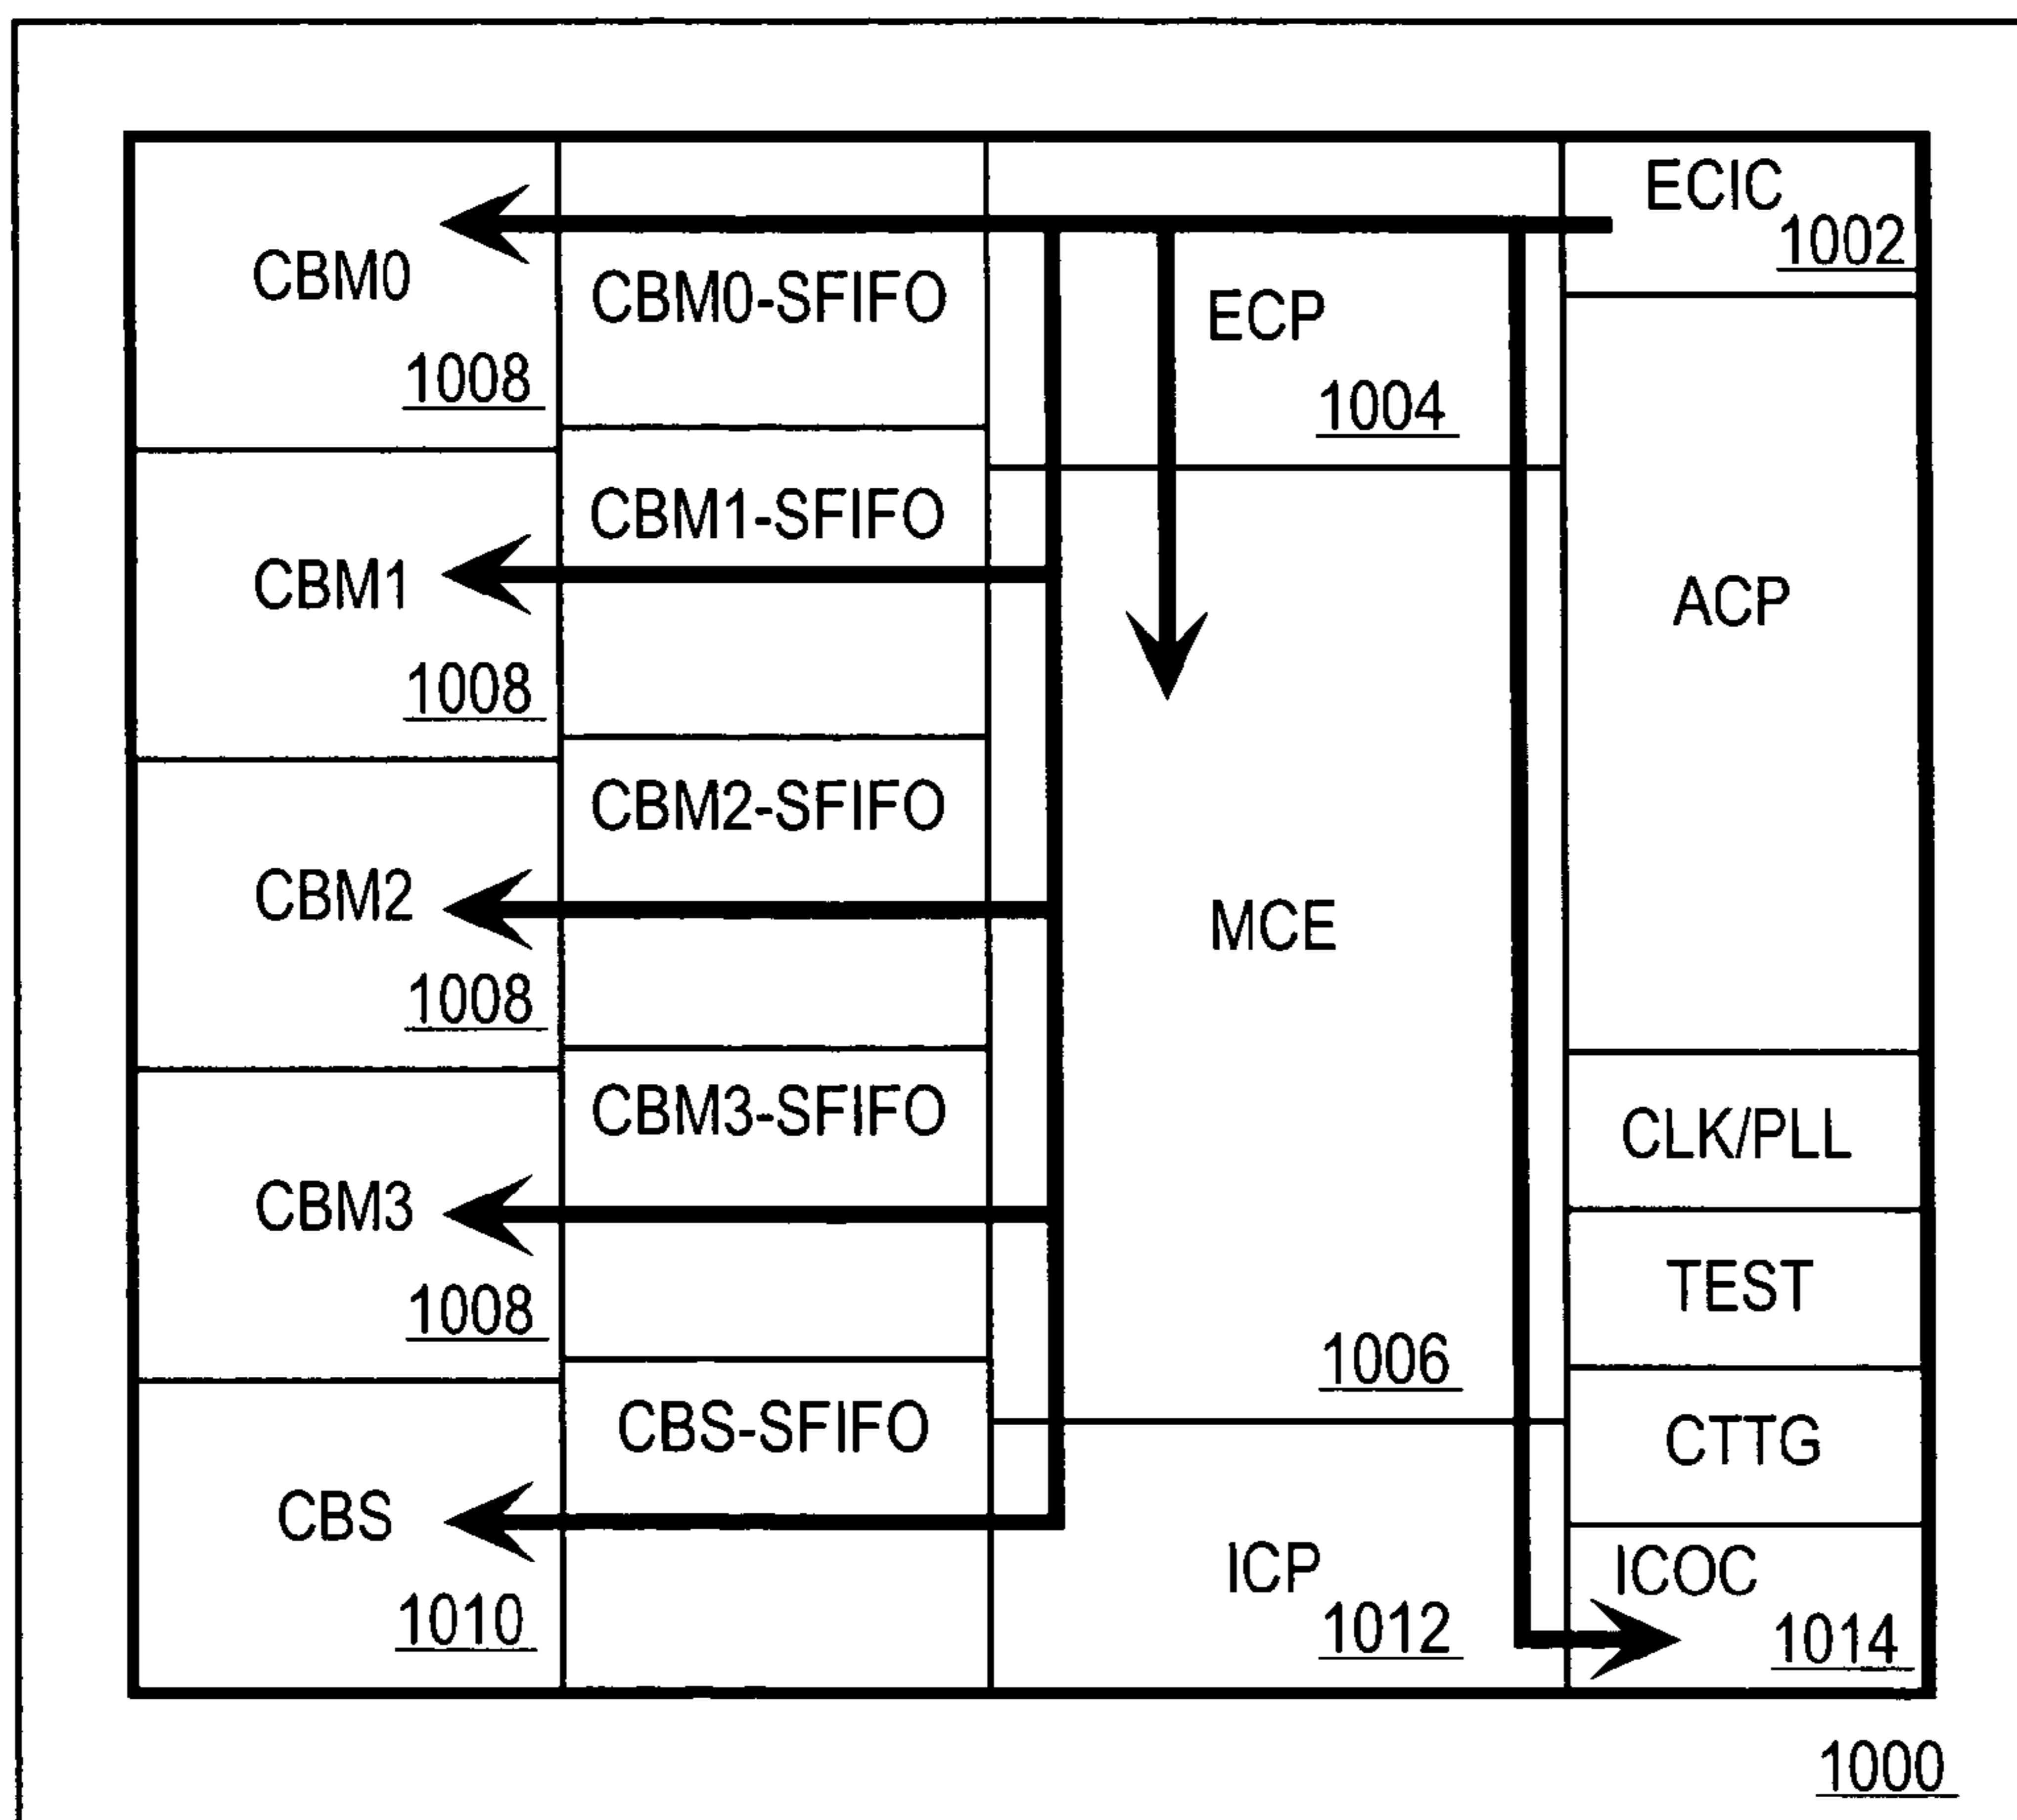 CBM0
1008
CBM1
1008
CBM2
1008
CBM3
1008
CBS
1010
CBM0-SFIFO
CBM1-SFIFO
CBM2-SFIFO
CBM3-SFIFO
CBS-SFIFO
ECP
1004
MCE
1006
ICP
1012
ECIC
1002
ACP
CLK/PLL
TEST
CTTG
ICOC
1014
1000